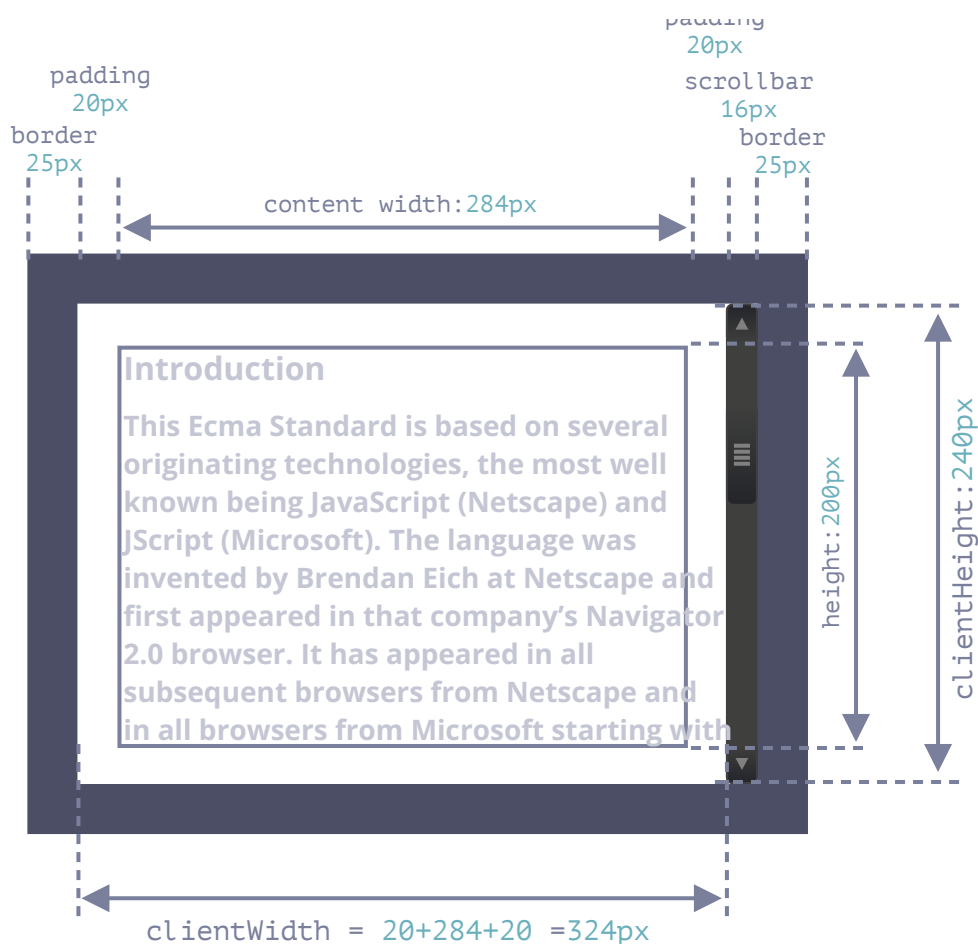 padding
20px
padding
20px
scrollbar
16px
border
25px
border
25px
content width:284px
Introduction
This Ecma Standard is based on several
originating technologies, the most well
known being JavaScript (Netscape) and
JScript (Microsoft). The language was
invented by Brendan Eich at Netscape and
first appeared in that company’s Navigator
2.0 browser. It has appeared in all
subsequent browsers from Netscape and
in all browsers from Microsoft starting with
height:200px
clientHeight:240px
clientWidth = 20+284+20 =324px